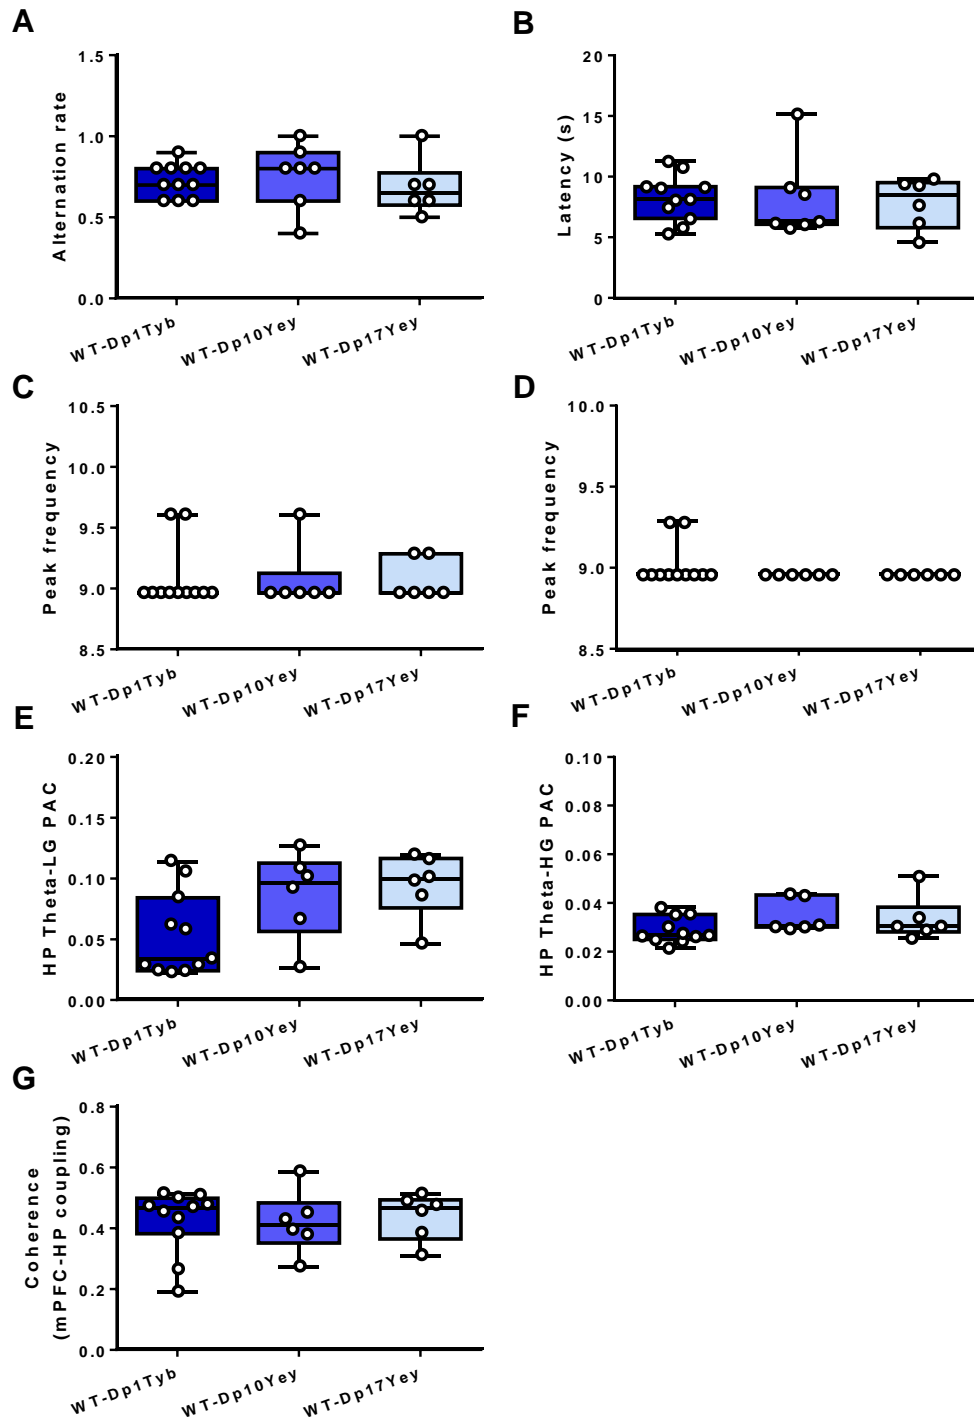 A
Alternation rate
1.5
1.0
0.5
0.0
WT-Dp1Tyb
WT-Dp10Yey
WT-Dp17Yey
B
Latency (s)
20
15
10
5
0
WT-Dp1Tyb
WT-Dp10Yey
WT-Dp17Yey
C
Peak frequency
10.5
10.0
9.5
9.0
8.5
WT-Dp1Tyb
WT-Dp10Yey
WT-Dp17Yey
D
Peak frequency
10.0
9.5
9.0
8.5
WT-Dp1Tyb
WT-Dp10Yey
WT-Dp17Yey
E
HP Theta-LG PAC
0.20
0.15
0.10
0.05
0.00
WT-Dp1Tyb
WT-Dp10Yey
WT-Dp17Yey
F
HP Theta-HG PAC
0.10
0.08
0.06
0.04
0.02
0.00
WT-Dp1Tyb
WT-Dp10Yey
WT-Dp17Yey
G
Coherence
(mPFC-HP coupling)
0.8
0.6
0.4
0.2
0.0
WT-Dp1Tyb
WT-Dp10Yey
WT-Dp17Yey